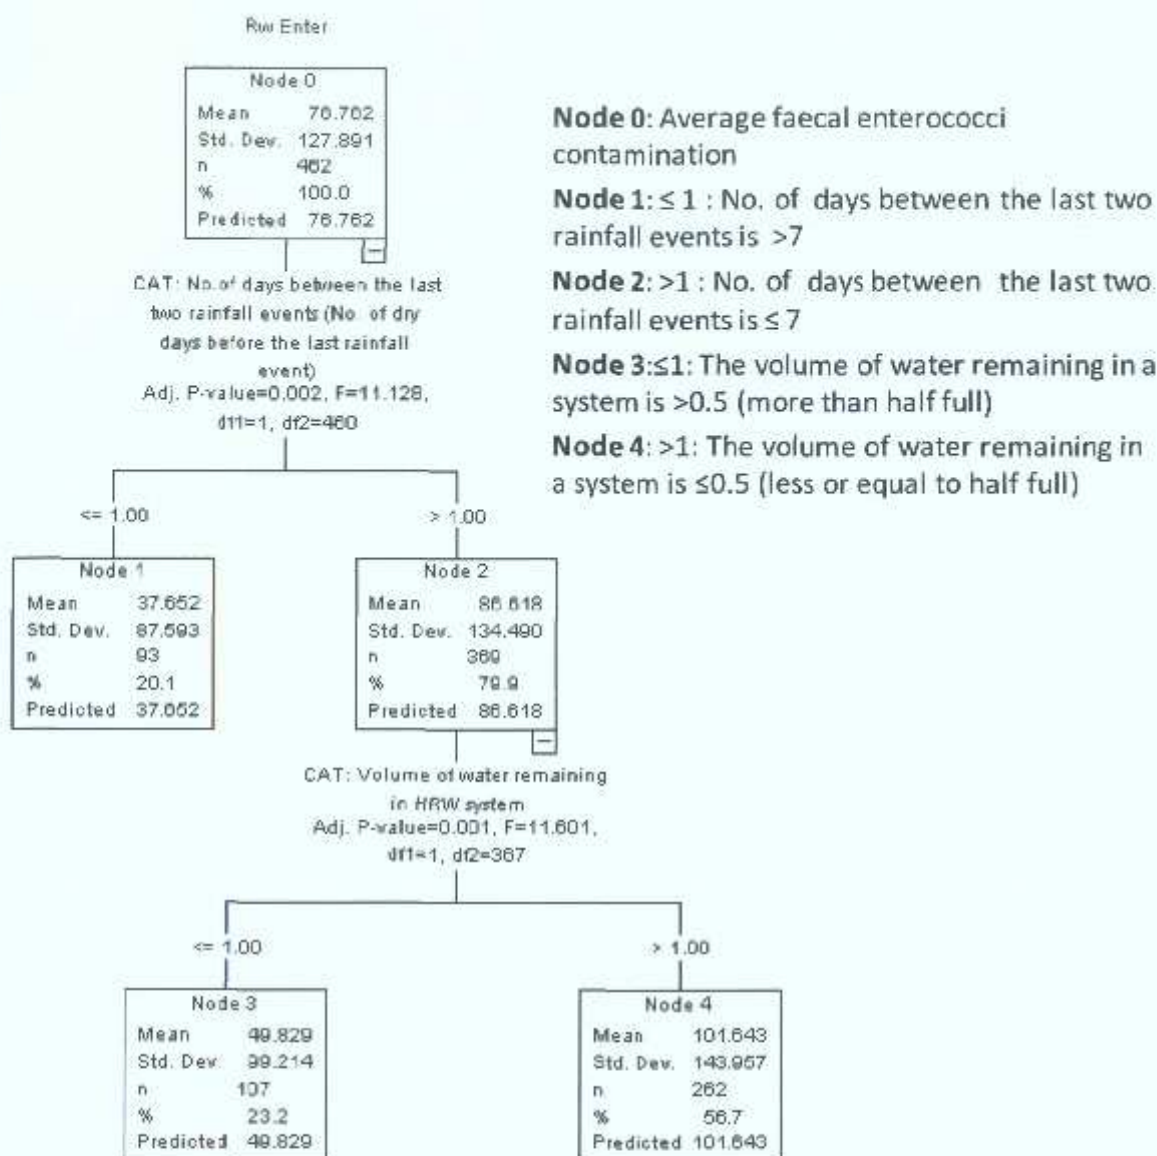 Rw Enter
Node 0
Mean 76.762
Std. Dev. 127.891
n 462
% 100.0
Predicted 76.762
CAT: No.of days between the last
two rainfall events (No. of dry
days before the last rainfall
event)
Adj. P-value=0.002, F=11.128,
df1=1, df2=460
<= 1.00
> 1.00
Node 1
Mean 37.652
Std. Dev. 87.593
n 93
% 20.1
Predicted 37.652
Node 2
Mean 86.618
Std. Dev. 134.490
n 369
% 79.9
Predicted 86.618
CAT: Volume of water remaining
in HRW system
Adj. P-value=0.001, F=11.601,
df1=1, df2=367
<= 1.00
> 1.00
Node 3
Mean 49.829
Std. Dev. 99.214
n 107
% 23.2
Predicted 49.829
Node 4
Mean 101.643
Std. Dev. 143.957
n 262
% 56.7
Predicted 101.643
Node 0: Average faecal enterococci
contamination
Node 1: ≤ 1 : No. of days between the last two
rainfall events is >7
Node 2: >1 : No. of days between the last two
rainfall events is ≤ 7
Node 3:≤1: The volume of water remaining in a
system is >0.5 (more than half full)
Node 4: >1: The volume of water remaining in
a system is ≤0.5 (less or equal to half full)